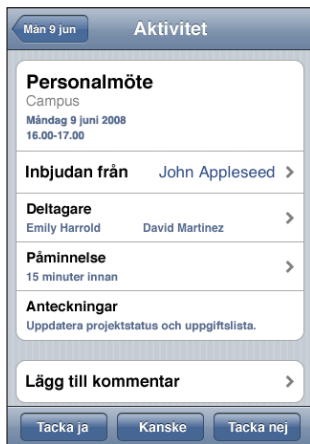 Mån 9 jun Aktivitet
Personalmöte
Campus
Måndag 9 juni 2008
16.00-17.00
Inbjudan från John Appleseed
Deltagare
Emily Harrold David Martinez
Påminnelse
15 minuter innan
Anteckningar
Uppdatera projektstatus och uppgiftslista.
Lägg till kommentar
Tacka ja Kanske Tacka nej